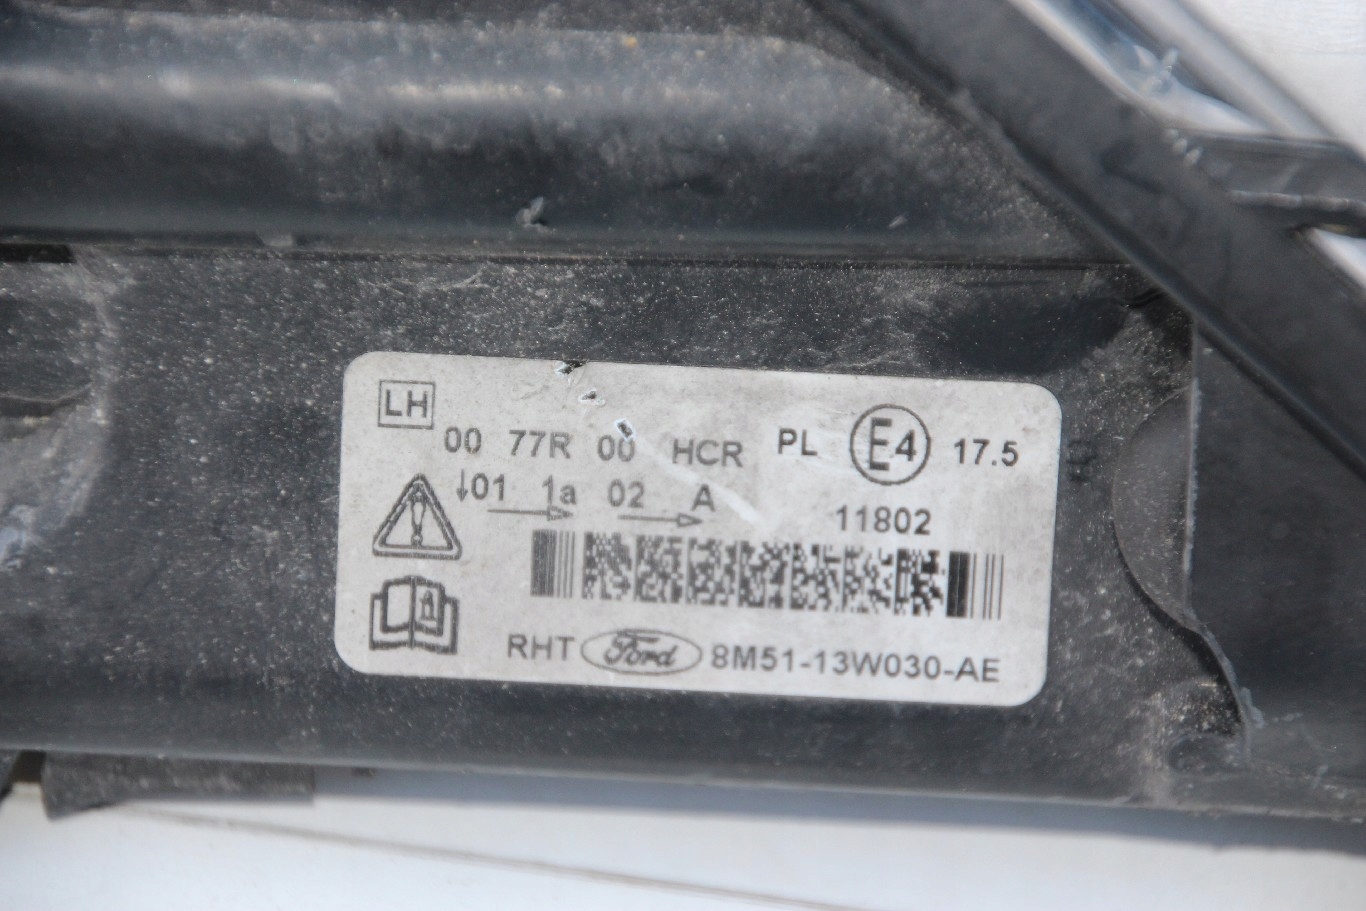 LH
00 77R 00 HCR PL E4 17.5
↓01 1a 02 A
11802
RHT Ford 8M51-13W030-AE